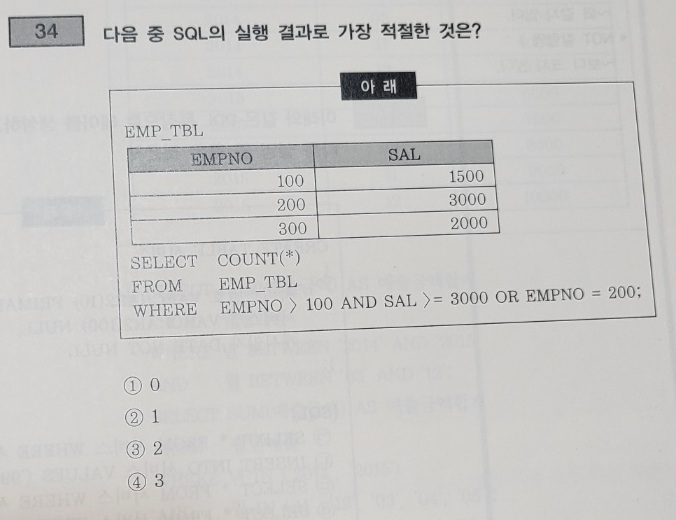 34 다음 중 SQL의 실행 결과로 가장 적절한 것은?
아 래
EMP_TBL
EMPNO SAL
100 1500
200 3000
300 2000
SELECT COUNT(*)
FROM EMP_TBL
WHERE EMPNO > 100 AND SAL >= 3000 OR EMPNO = 200;
① 0
② 1
③ 2
④ 3